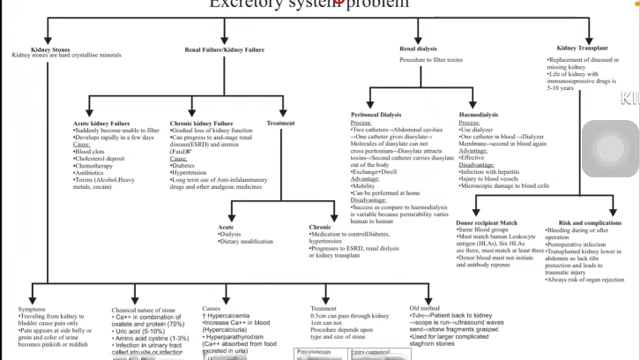 Excretory system problem
Kidney Stones
Kidney stones are hard crystalline minerals
Renal Failure/Kidney Failure
Renal dialysis
Procedure to filter toxins
Kidney Transplant
•Replacement of diseased or
missing kidney
•Life of kidney with
immunosupressive drugs is
5-10 years
KI
Acute kidney Failure
•Suddenly become unable to filter
•Develops rapidly in a few days
Cause:
•Blood clots
•Cholesterol deposit
•Chemotherapy
•Antibiotics
•Toxins (Alcohol,Heavy
metals, cocain)
Chronic kidney Failure
•Gradual loss of kidney function
•Can progress to end-stage renal
disease(ESRD) and uremia
(Fatal)
Cause:
•Diabetes
•Hypertension
•Long term use of Anti-infalammatory
drugs and other analgesic medicines
Treatment
Peritoneal Dialysis
Process:
•Two catheters→Abdominal cavities
→One catheter gives dialysate→
Molecules of dialysate can not
cross peritonium→Dialysate attracts
toxins→Second catheter carries dialysate
out of the body
•Exchange+Dwell
Advantage:
•Mobility
•Can be performed at home
Disadvantage:
•Success as compare to haemodialysis
is variable because permeability varies
human to human
Haemodialysis
Process:
•Use dialyzer
•One catheter in blood →Dialyzer
Membrane→second in blood again
Advantage:
•Effective
Disadvantage:
•Infection with hepatitis
•Injury to blood vessels
•Microscopic damage to blood cells
Acute
•Dialysis
•Dietary modification
Chronic
•Medication to controlDiabetes,
hypertension
•Progresses to ESRD, renal dialysis
or kidney transplant
Donor recipient Match
•Same Blood groups
•Must match human Leukocyte
antigen (HLAs), Six HLAs
are there, must match at least three
•Donor blood must not initiate
and antibody reponse
Risk and complications
•Bleeding during or after
operation
•Postoperative infection
•Transplanted kidney lower in
abdomen so lack ribs
protection and leads to
traumatic injury
•Always risk of organ rejection
Symptoms
•Traveling from kidney to
bladder cause pain only
•Pain appears at side belly or
grein and color of urine
becomes pinkish or reddish
Chemical nature of stone
• Ca++ in combination of
oxalate and protein (70%)
• Uric acid (5-10%)
• Amino acid cystine (1-3%)
• Infection in urinary tract
called struvite or infection
Causes
† Hypercalcemia
•Increase Ca++ in blood
(Hypercalciuria)
•Hyperparathyrodism
(Ca++ absorbed from food
excreted in uria)
Treatment
0.5cm can pass through kidney
1cm can not
Procedure depends upon
type and size of stone
Percutaneous
Extra-corporeal
Old method
•Tube→Patient back to kidney
→scope is run→ultrasound waves
send→stone fragments grasped
•Used for larger complicated
staghorn stones